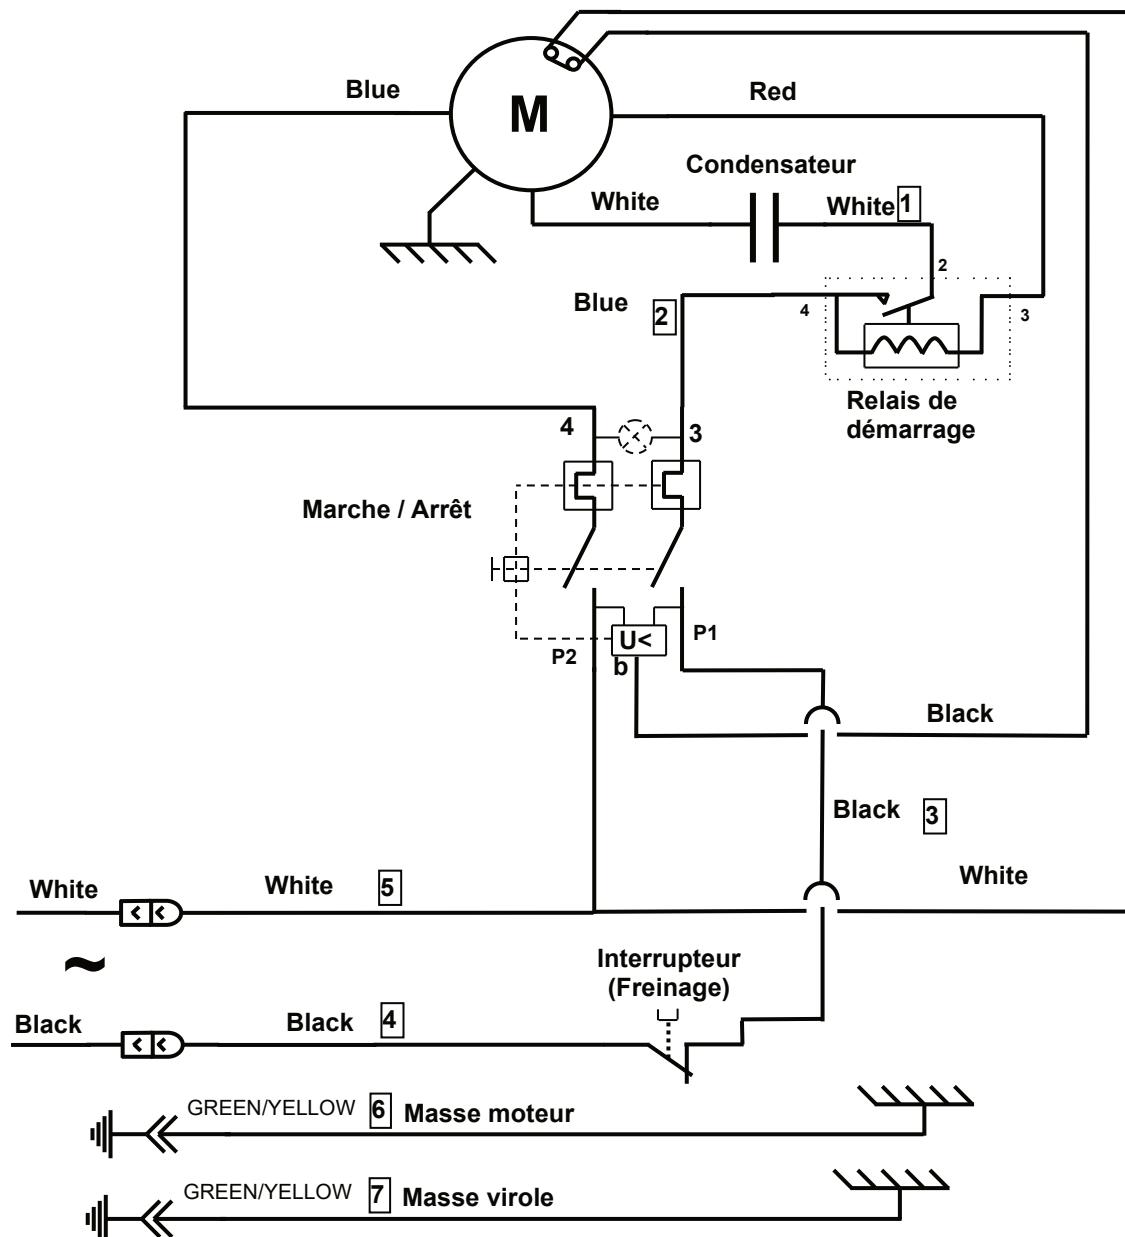 Blue
M
Red
Condensateur
White
White 1
2
Blue 2
4
3
Relais de
démarrage
4
3
Marche / Arrêt
U<
P1
P2
b
Black
Black 3
White
White
White 5
~
Interrupteur
(Freinage)
Black
Black 4
GREEN/YELLOW 6 Masse moteur
GREEN/YELLOW 7 Masse virole